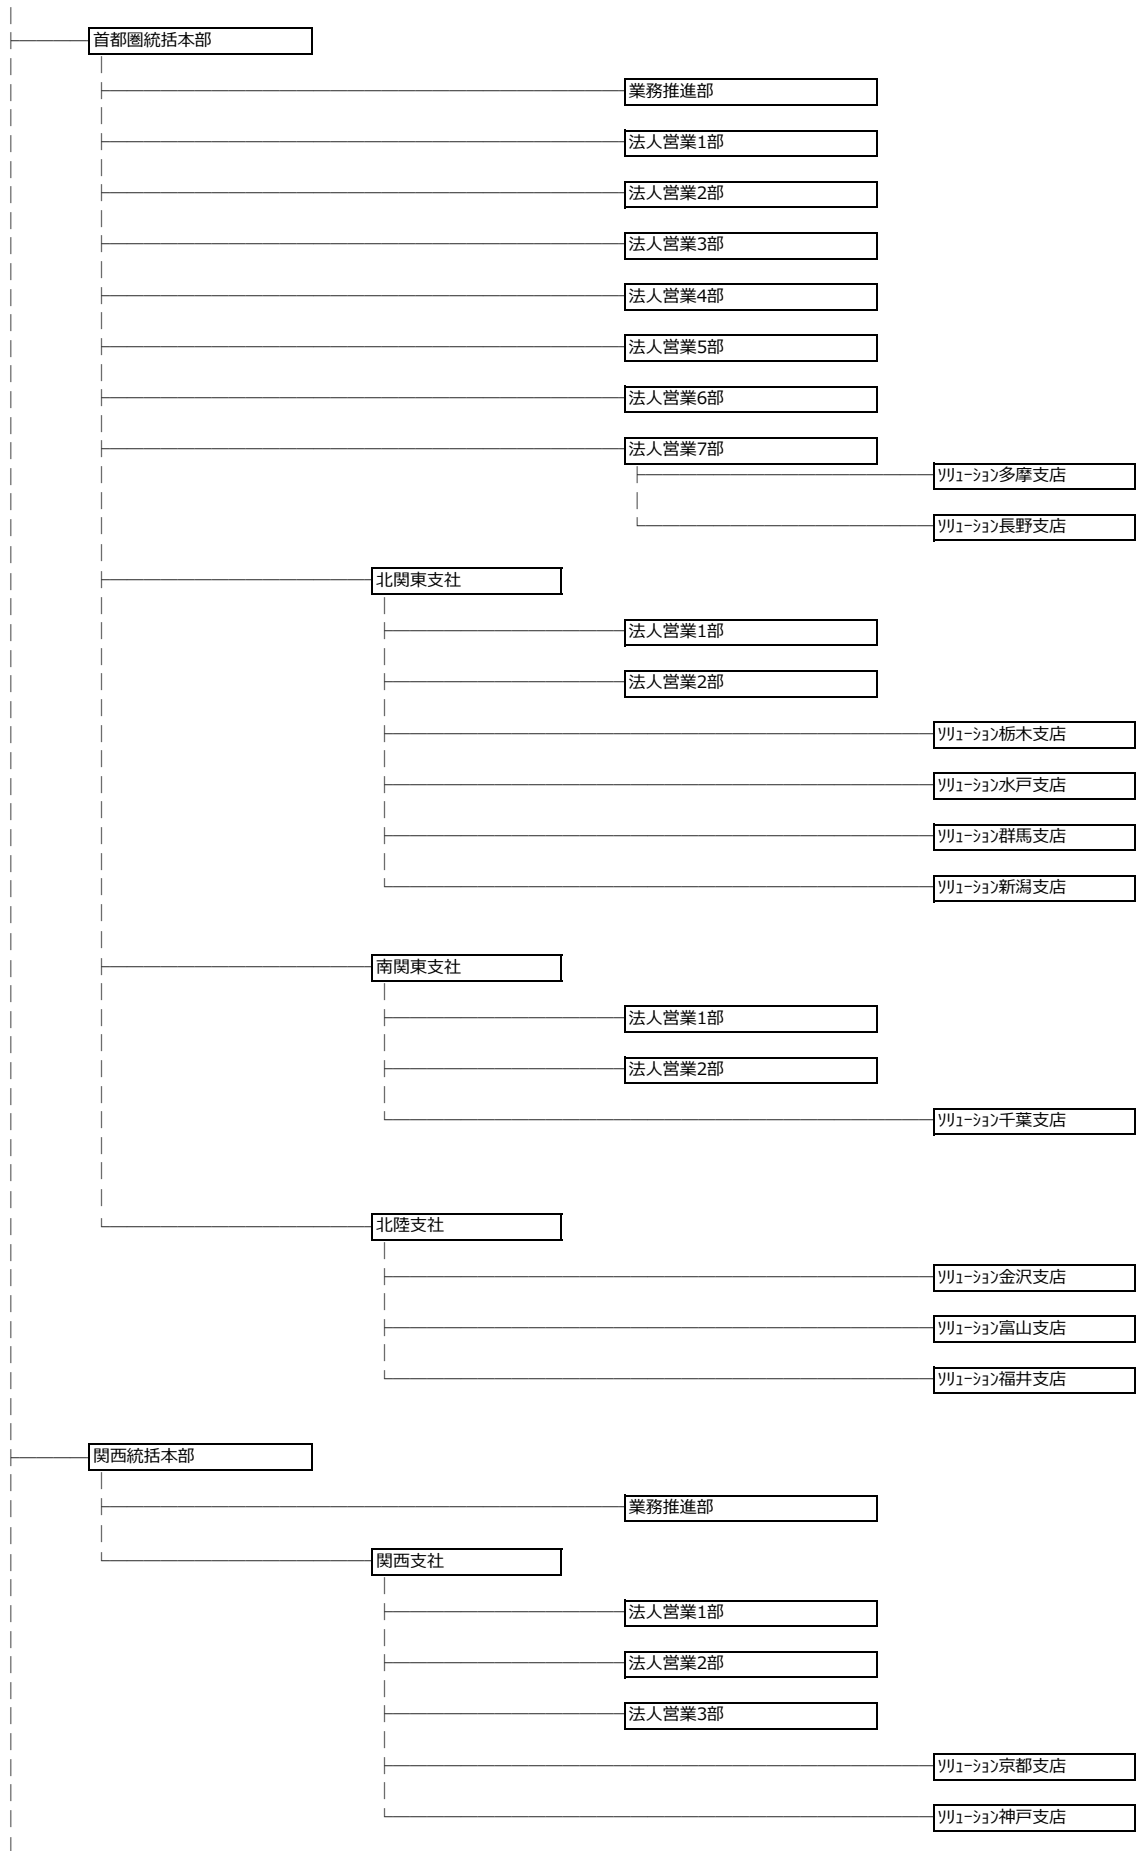 首都圏統括本部
業務推進部
法人営業1部
法人営業2部
法人営業3部
法人営業4部
法人営業5部
法人営業6部
法人営業7部
ソリューション多摩支店
ソリューション長野支店
北関東支社
法人営業1部
法人営業2部
ソリューション栃木支店
ソリューション水戸支店
ソリューション群馬支店
ソリューション新潟支店
南関東支社
法人営業1部
法人営業2部
ソリューション千葉支店
北陸支社
ソリューション金沢支店
ソリューション富山支店
ソリューション福井支店
関西統括本部
業務推進部
関西支社
法人営業1部
法人営業2部
法人営業3部
ソリューション京都支店
ソリューション神戸支店